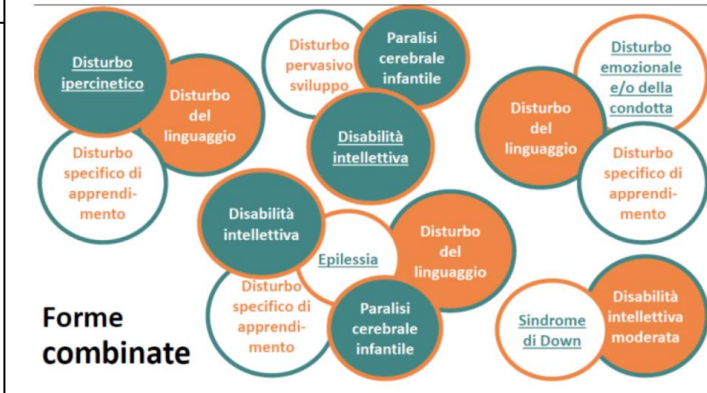 Disturbo
ipercinetico
Disturbo
del
linguaggio
Disturbo
specifico di
apprendi-
mento
Disturbo
pervasivo
sviluppo
Paralisi
cerebrale
infantile
Disabilità
intellettiva
Disturbo
emozionale
e/o della
condotta
Disturbo
del
linguaggio
Disturbo
specifico di
apprendi-
mento
Disabilità
intellettiva
Epilessia
Disturbo
del
linguaggio
Disturbo
specifico di
apprendi-
mento
Paralisi
cerebrale
infantile
Sindrome
di Down
Disabilità
intellettiva
moderata
Forme
combinate